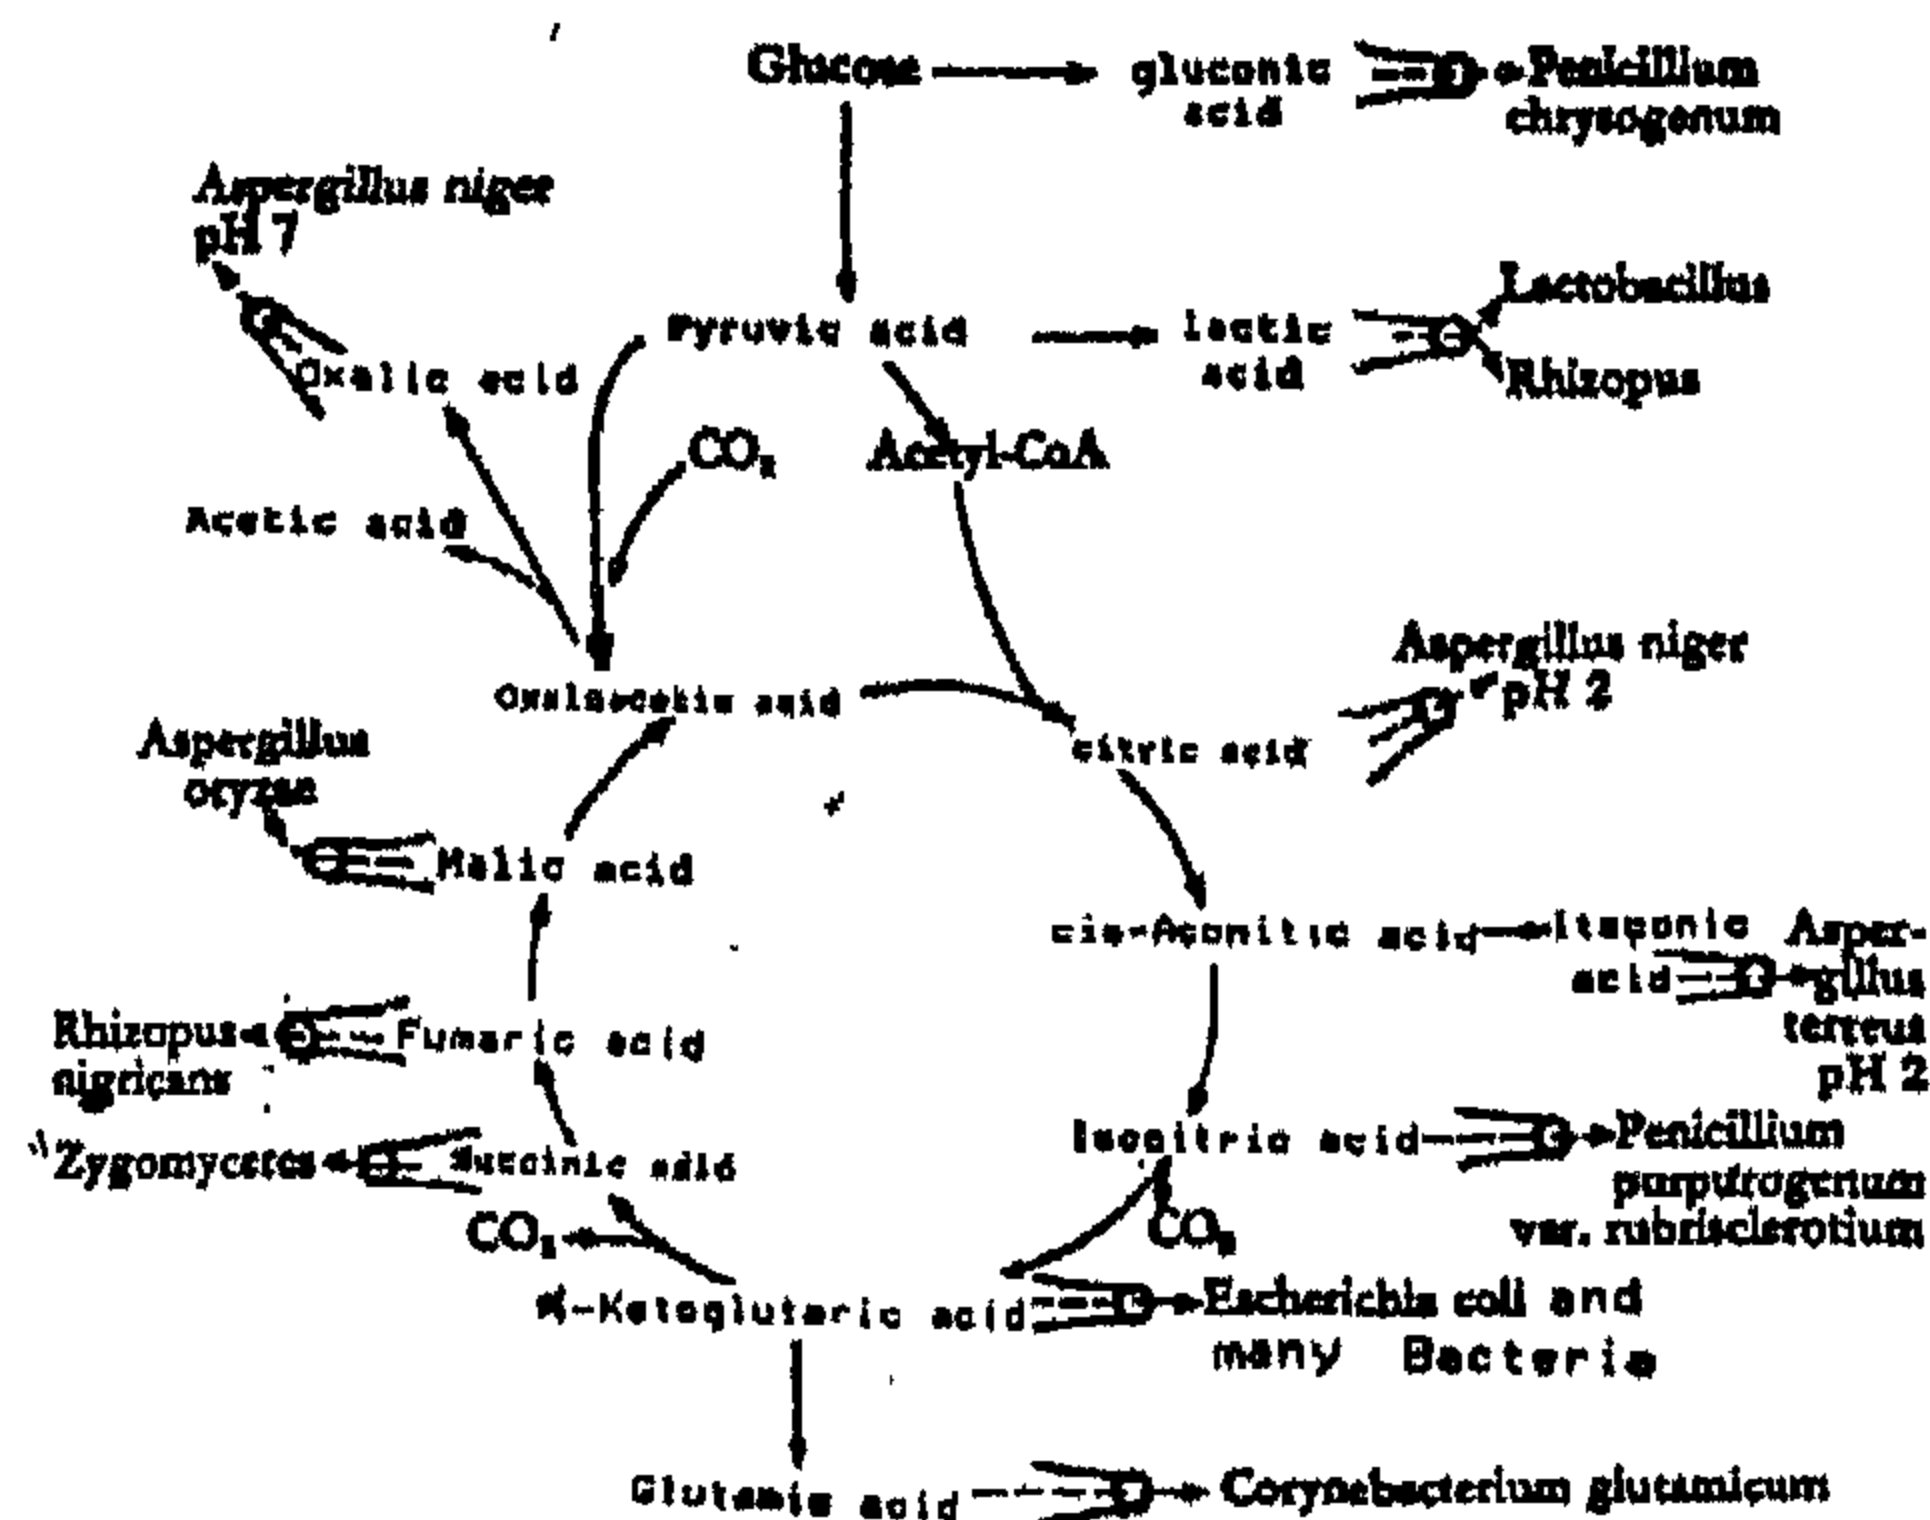 Glucose
gluconic
acid
Penicillium
chrysogenum
Aspergillus niger
pH 7
Pyruvic acid
lactic
acid
Lactobacillus
Rhizopus
Oxalic acid
CO₂
Acetyl-CoA
Acetic acid
Oxaloacetic acid
Aspergillus niger
pH 2
citric acid
Aspergillus
oryzae
Malic acid
cis-Aconitic acid
Itaconic
acid
Asper-
gillus
terreus
pH 2
Rhizopus
nigricans
Fumaric acid
Isocitric acid
Penicillium
purpurogenum
var. rubrisclerotium
Zygomycetes
Succinic acid
CO₂
CO₂
α-Ketoglutaric acid
Escherichia coli and
many Bacteria
Glutamic acid
Corynebacterium glutamicum